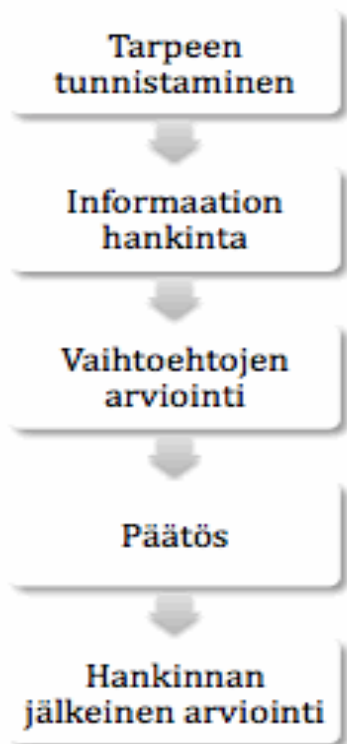 Tarpeen
tunnistaminen
Informaation
hankinta
Vaihtoehtojen
arviointi
Päätös
Hankinnan
jälkeinen arviointi